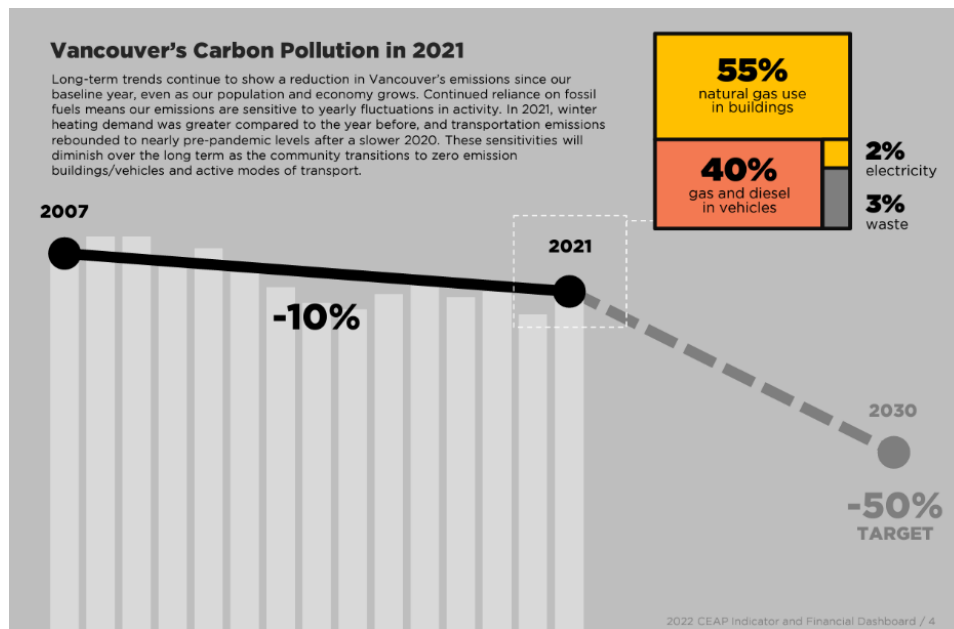 Vancouver's Carbon Pollution in 2021
Long-term trends continue to show a reduction in Vancouver's emissions since our
baseline year, even as our population and economy grows. Continued reliance on fossil
fuels means our emissions are sensitive to yearly fluctuations in activity. In 2021, winter
heating demand was greater compared to the year before, and transportation emissions
rebounded to nearly pre-pandemic levels after a slower 2020. These sensitivities will
diminish over the long term as the community transitions to zero emission
buildings/vehicles and active modes of transport.
55%
natural gas use
in buildings
40%
gas and diesel
in vehicles
2%
electricity
3%
waste
2007
2021
-10%
2030
-50%
TARGET
2022 CEAP Indicator and Financial Dashboard / 4